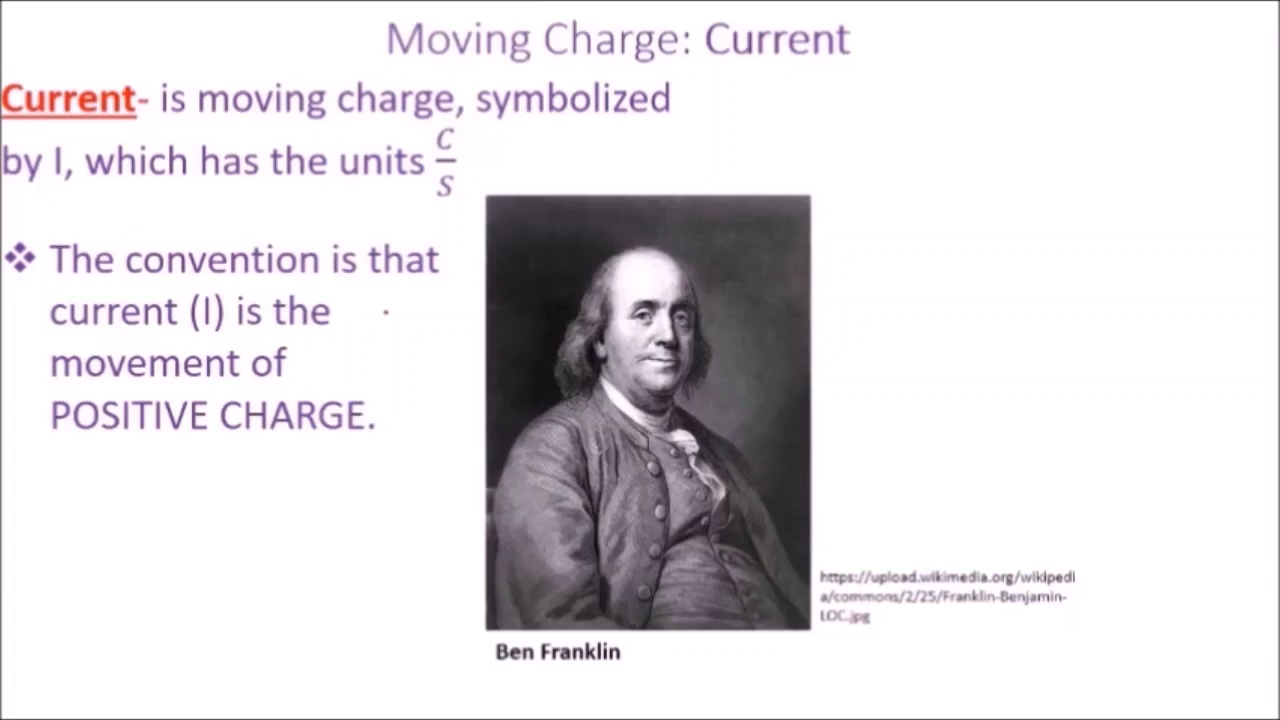 Moving Charge: Current
Current- is moving charge, symbolized
by I, which has the units C/s
❖ The convention is that
current (I) is the
movement of
POSITIVE CHARGE.
https://upload.wikimedia.org/wikipedi
a/commons/2/25/Franklin-Benjamin-
LOC.jpg
Ben Franklin